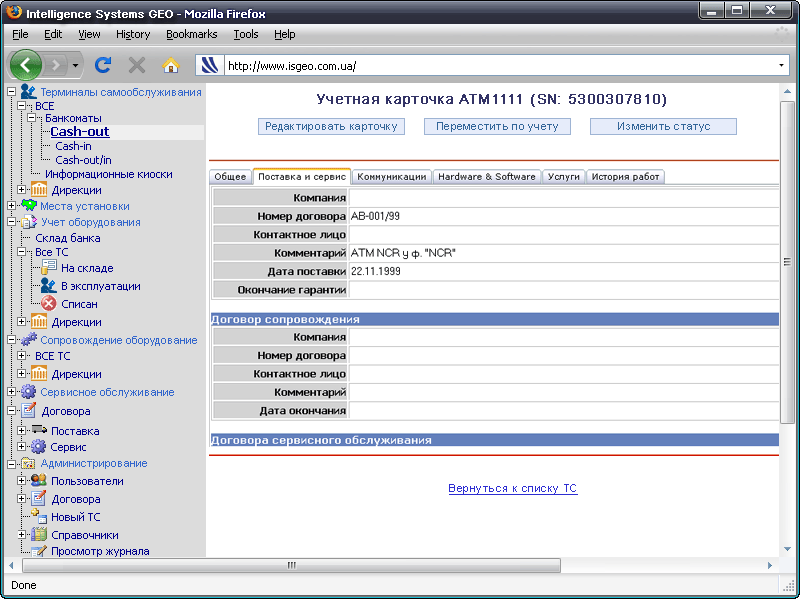 Intelligence Systems GEO - Mozilla Firefox
File Edit View History Bookmarks Tools Help
http://www.isgeo.com.ua/
Терминалы самообслуживания
ВСЕ
Банкоматы
Cash-out
Cash-in
Cash-out/in
Информационные киоски
Дирекции
Места установки
Учет оборудования
Склад банка
Все ТС
На складе
В эксплуатации
Списан
Дирекции
Сопровождение оборудование
ВСЕ ТС
Дирекции
Сервисное обслуживание
Договора
Поставка
Сервис
Администрирование
Пользователи
Договора
Новый ТС
Справочники
Просмотр журнала
Учетная карточка ATM1111 (SN: 5300307810)
Редактировать карточку Переместить по учету Изменить статус
Общее Поставка и сервис Коммуникации Hardware & Software Услуги История работ
Компания
Номер договора AB-001/99
Контактное лицо
Комментарий ATM NCR у ф. "NCR"
Дата поставки 22.11.1999
Окончание гарантии
Договор сопровождения
Компания
Номер договора
Контактное лицо
Комментарий
Дата окончания
Договора сервисного обслуживания
Вернуться к списку ТС
Done